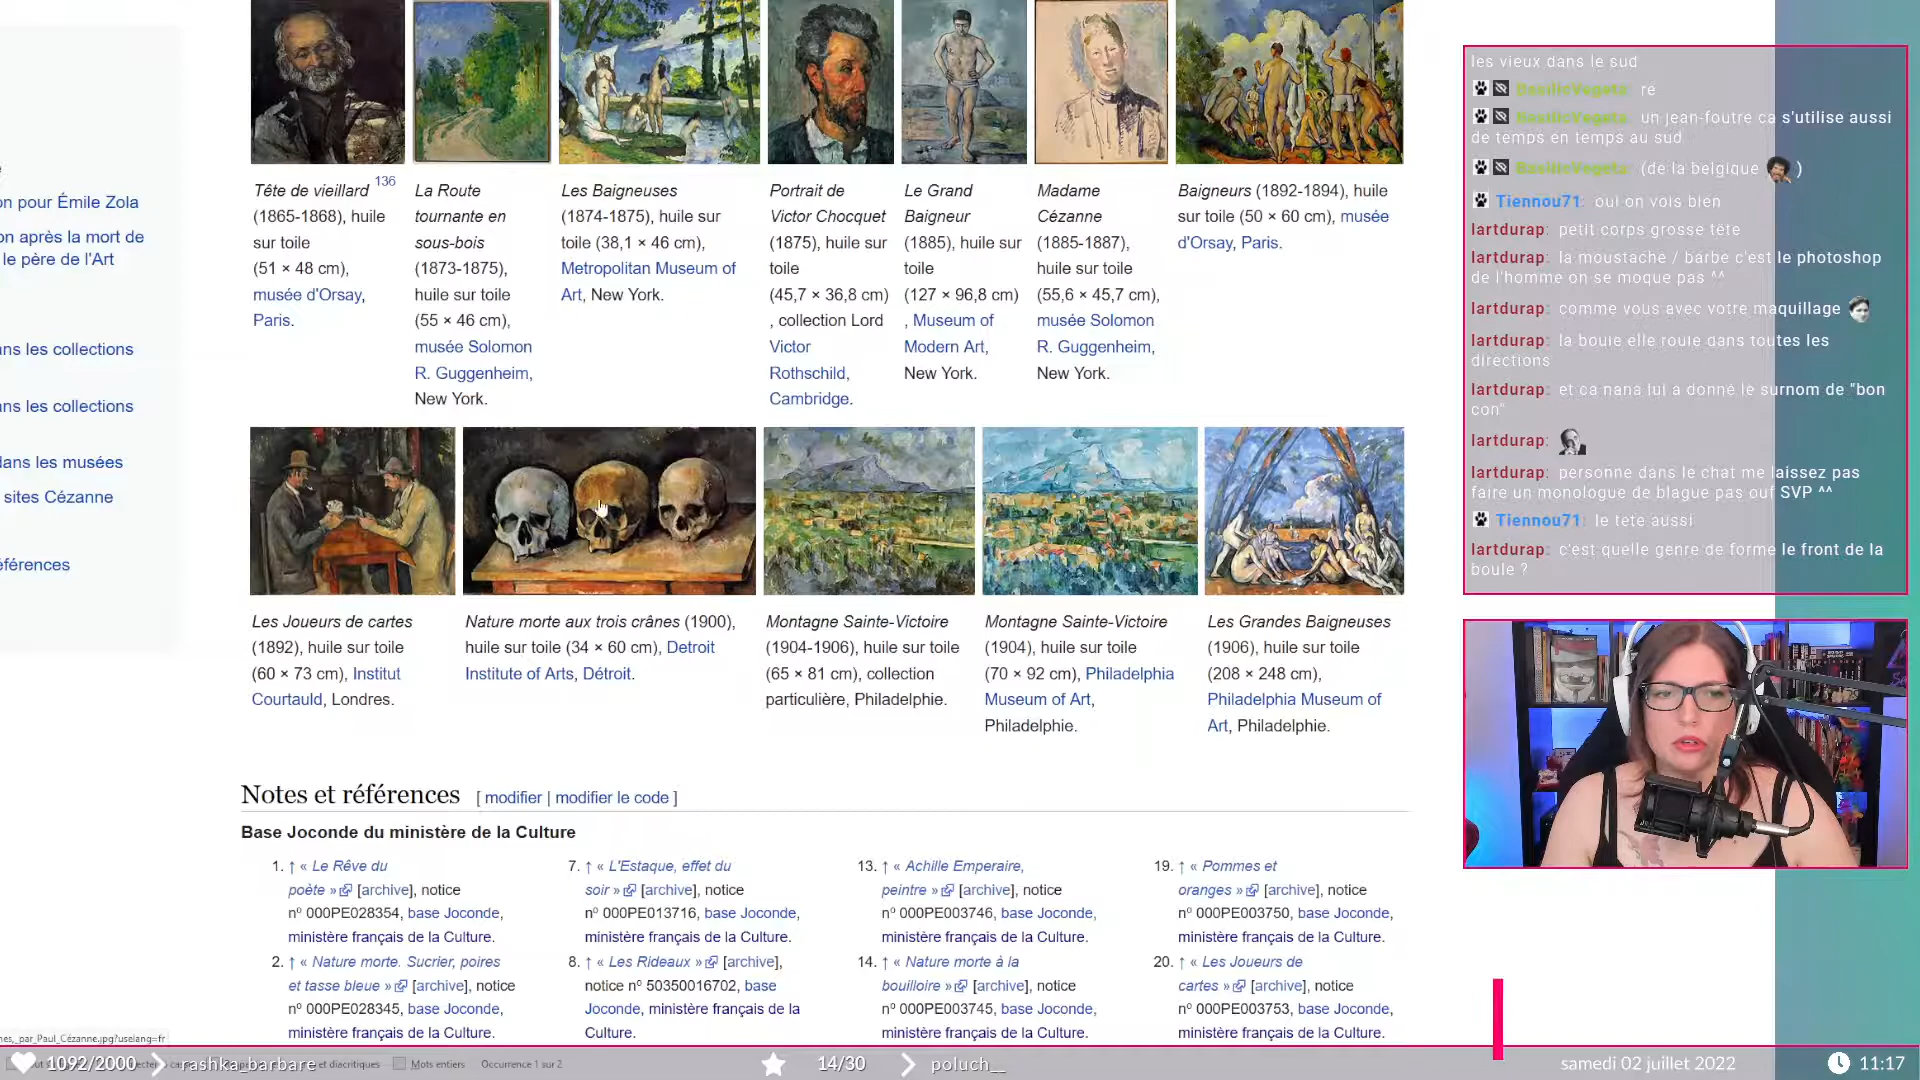 on pour Émile Zola
on après la mort de
le père de l'Art
ans les collections
ans les collections
dans les musées
sites Cézanne
éférences
Tête de vieillard 136
(1865-1868), huile
sur toile
(51 × 48 cm),
musée d'Orsay,
Paris.
La Route
tournante en
sous-bois
(1873-1875),
huile sur toile
(55 × 46 cm),
musée Solomon
R. Guggenheim,
New York.
Les Baigneuses
(1874-1875), huile sur
toile (38,1 × 46 cm),
Metropolitan Museum of
Art, New York.
Portrait de
Victor Chocquet
(1875), huile sur
toile
(45,7 × 36,8 cm)
, collection Lord
Victor
Rothschild,
Cambridge.
Le Grand
Baigneur
(1885), huile sur
toile
(127 × 96,8 cm)
, Museum of
Modern Art,
New York.
Madame
Cézanne
(1885-1887),
huile sur toile
(55,6 × 45,7 cm),
musée Solomon
R. Guggenheim,
New York.
Baigneurs (1892-1894), huile
sur toile (50 × 60 cm), musée
d'Orsay, Paris.
Les Joueurs de cartes
(1892), huile sur toile
(60 × 73 cm), Institut
Courtauld, Londres.
Nature morte aux trois crânes (1900),
huile sur toile (34 × 60 cm), Detroit
Institute of Arts, Détroit.
Montagne Sainte-Victoire
(1904-1906), huile sur toile
(65 × 81 cm), collection
particulière, Philadelphie.
Montagne Sainte-Victoire
(1904), huile sur toile
(70 × 92 cm), Philadelphia
Museum of Art,
Philadelphie.
Les Grandes Baigneuses
(1906), huile sur toile
(208 × 248 cm),
Philadelphia Museum of
Art, Philadelphie.
Notes et références [ modifier | modifier le code ]
Base Joconde du ministère de la Culture
1. ↑ « Le Rêve du
poète » [archive], notice
nº 000PE028354, base Joconde,
ministère français de la Culture.
2. ↑ « Nature morte. Sucrier, poires
et tasse bleue » [archive], notice
nº 000PE028345, base Joconde,
ministère français de la Culture.
7. ↑ « L'Estaque, effet du
soir » [archive], notice
nº 000PE013716, base Joconde,
ministère français de la Culture.
8. ↑ « Les Rideaux » [archive],
notice nº 50350016702, base
Joconde, ministère français de la
Culture.
13. ↑ « Achille Emperaire,
peintre » [archive], notice
nº 000PE003746, base Joconde,
ministère français de la Culture.
14. ↑ « Nature morte à la
bouilloire » [archive], notice
nº 000PE003745, base Joconde,
ministère français de la Culture.
19. ↑ « Pommes et
oranges » [archive], notice
nº 000PE003750, base Joconde,
ministère français de la Culture.
20. ↑ « Les Joueurs de
cartes » [archive], notice
nº 000PE003753, base Joconde,
ministère français de la Culture.
les vieux dans le sud
BasilicVegeta: re
BasilicVegeta: un jean-foutre ca s'utilise aussi
de temps en temps au sud
BasilicVegeta: (de la belgique )
Tiennou71: oui on vois bien
lartdurap: petit corps grosse tête
lartdurap: la moustache / barbe c'est le photoshop
de l'homme on se moque pas ^^
lartdurap: comme vous avec votre maquillage
lartdurap: la boule elle roule dans toutes les
directions
lartdurap: et ca nana lui a donné le surnom de "bon
con"
lartdurap:
lartdurap: personne dans le chat me laissez pas
faire un monologue de blague pas ouf SVP ^^
Tiennou71: le tete aussi
lartdurap: c'est quelle genre de forme le front de la
boule ?
nes,_par_Paul_Cézanne.jpg?uselang=fr
et diacritiques Mots entiers Occurrence 1 sur 2
1092/2000 rashka_barbare 14/30 poluch__ samedi 02 juillet 2022 11:17